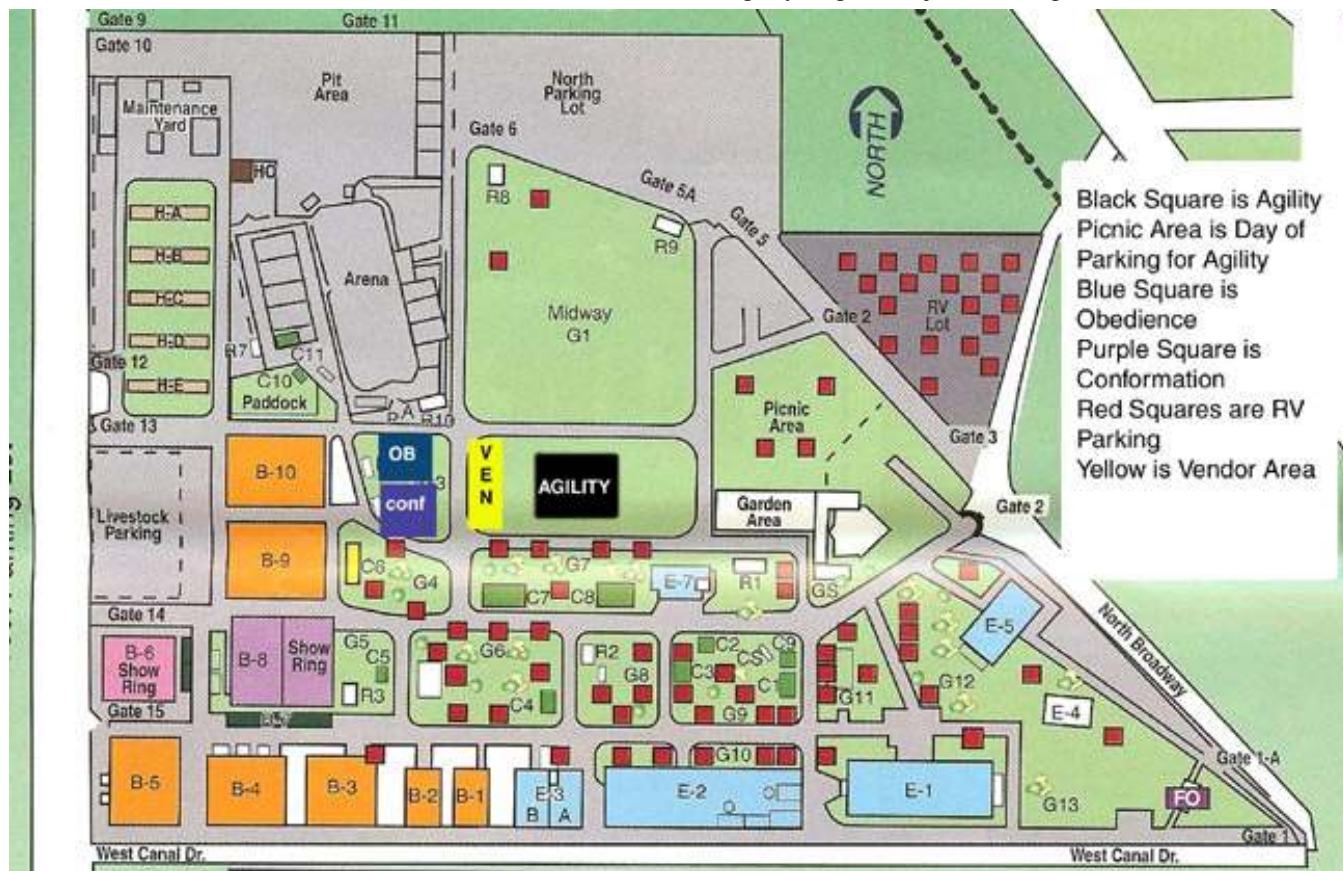 Gate 9
Gate 11
Gate 10
Pit
Area
North
Parking
Lot
Maintenance
Yard
Gate 6
NORTH
HO
R8
Gate 5A
Gate 5
R9
H-A
H-B
H-C
H-D
H-E
Arena
Midway
G1
Gate 2
RV
Lot
R7
C11
Gate 12
C10
Paddock
R10
A
Picnic
Area
Gate 13
Gate 3
B-10
OB
conf
VEN
AGILITY
Garden
Area
Gate 2
Livestock
Parking
B-9
C6
G4
G7
C7
C8
E-7
R1
GS
Gate 14
B-6
Show
Ring
B-8
Show
Ring
G5
C5
R3
G6
C4
R2
G8
C2
C9
C3
C1
G9
G11
G12
E-5
E-4
North Broadway
Gate 15
B-5
B-4
B-3
B-2
B-1
E-3
B
A
E-2
G10
E-1
G13
FO
Gate 1-A
Gate 1
West Canal Dr.
West Canal Dr.
Black Square is Agility
Picnic Area is Day of
Parking for Agility
Blue Square is
Obedience
Purple Square is
Conformation
Red Squares are RV
Parking
Yellow is Vendor Area